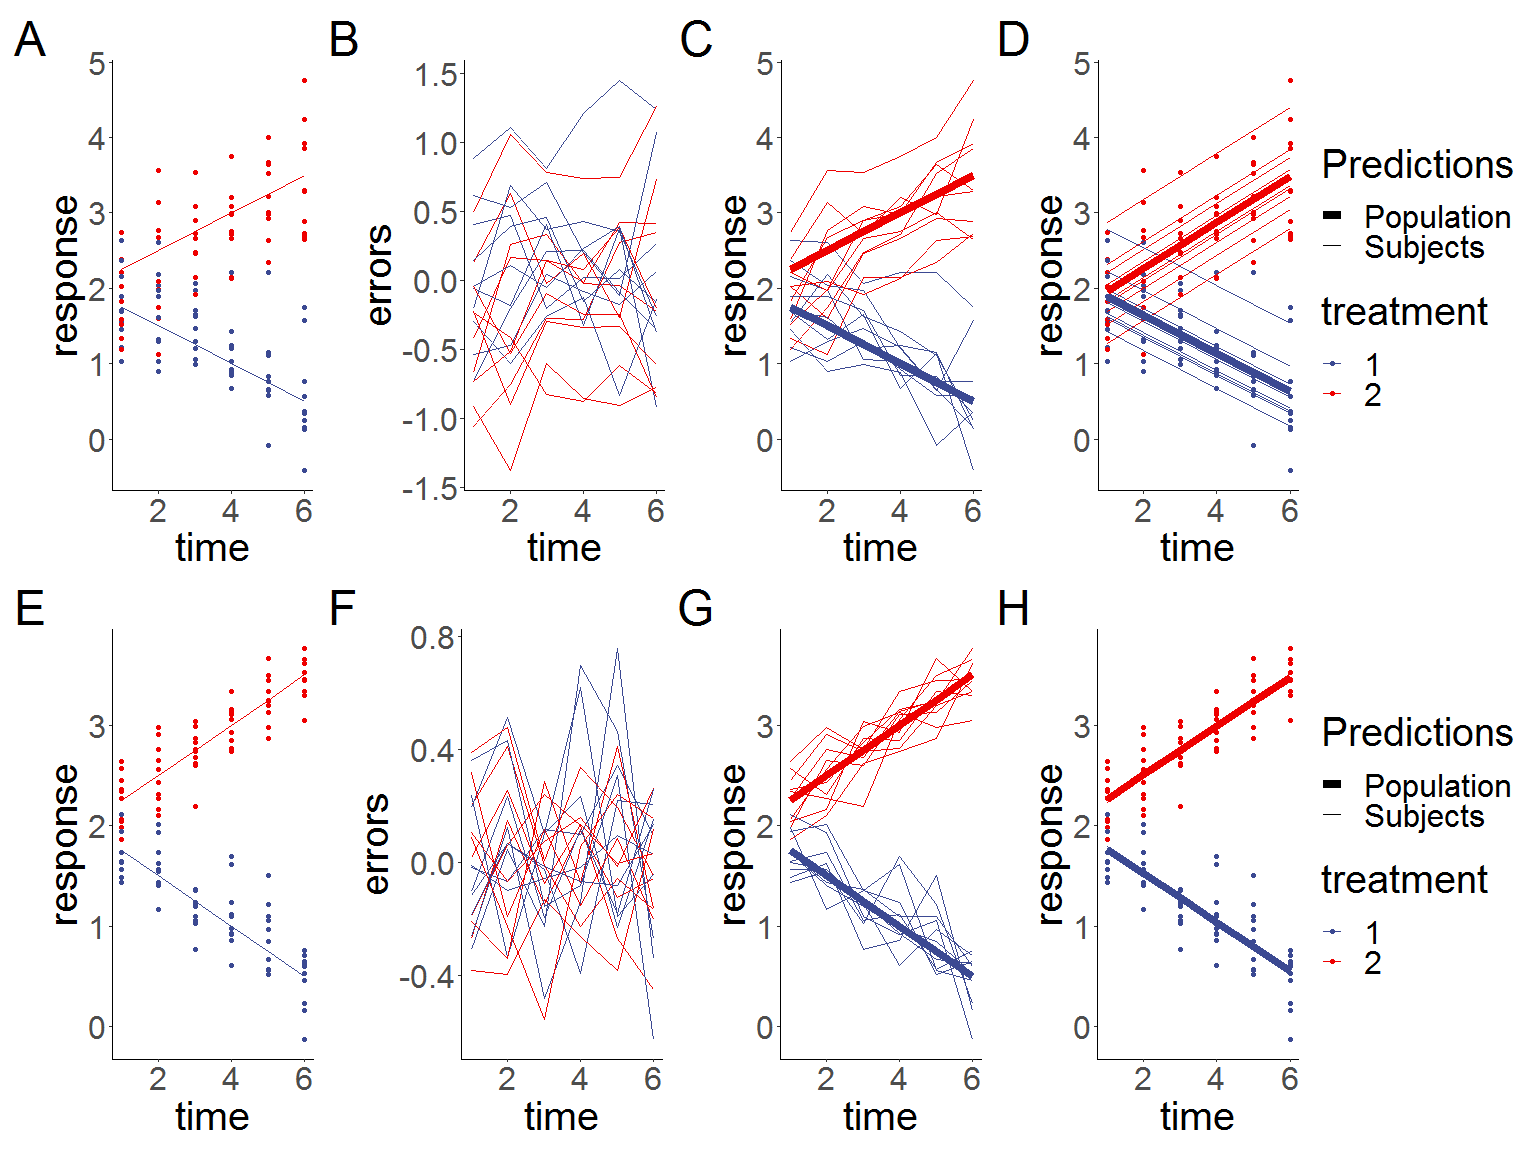 A
B
C
D
response
5
4
3
2
1
0
2 4 6
time
errors
1.5
1.0
0.5
0.0
-0.5
-1.0
-1.5
2 4 6
time
response
5
4
3
2
1
0
2 4 6
time
response
5
4
3
2
1
0
2 4 6
time
Predictions
Population
Subjects
treatment
1
2
E
F
G
H
response
3
2
1
0
2 4 6
time
errors
0.8
0.4
0.0
-0.4
2 4 6
time
response
3
2
1
0
2 4 6
time
response
3
2
1
0
2 4 6
time
Predictions
Population
Subjects
treatment
1
2